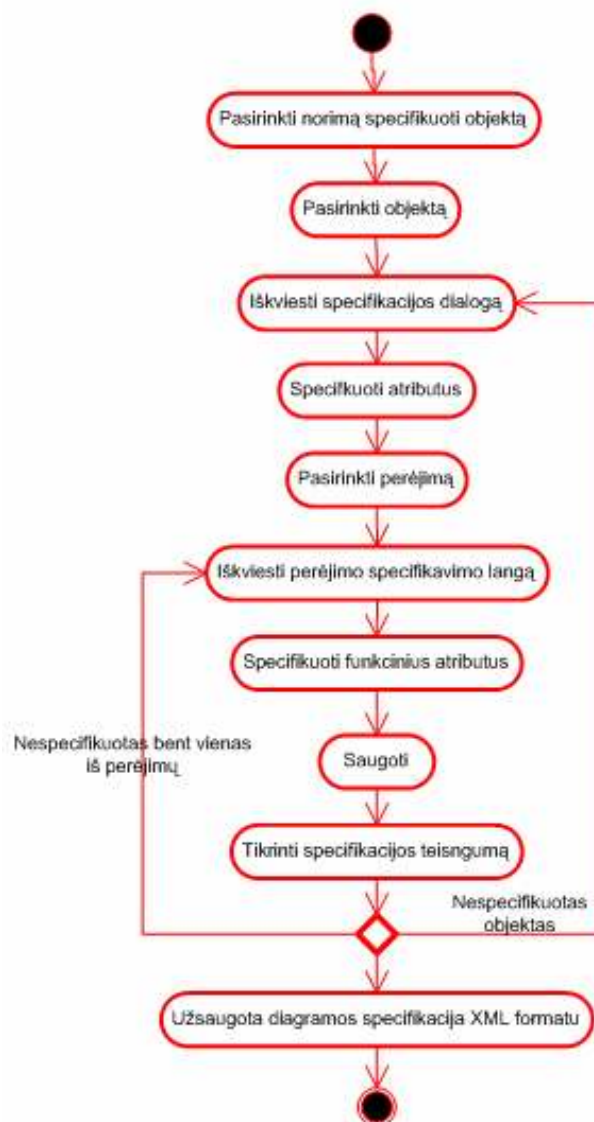 Pasirinkti norimą specifikuoti objektą
Pasirinkti objektą
Iškviesti specifikacijos dialogą
Specifkuoti atributus
Pasirinkti perėjimą
Iškviesti perėjimo specifikavimo langą
Specifikuoti funkcinius atributus
Nespecifikuotas bent vienas
iš perėjimų
Saugoti
Tikrinti specifikacijos teisngumą
Nespecifikuotas
objektas
Užsaugota diagramos specifikacija XML formatu